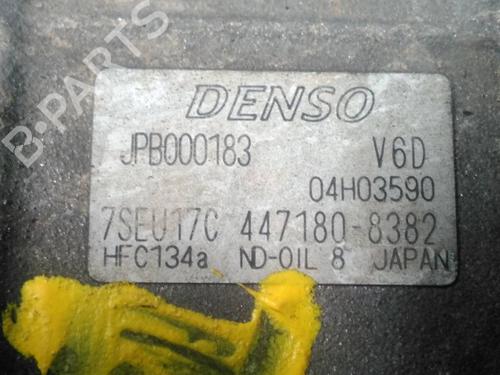 B-PARTS
DENSO
JPB000183 V6D
04H03590
7SEU17C 447180-8382
HFC134a ND-OIL 8 JAPAN